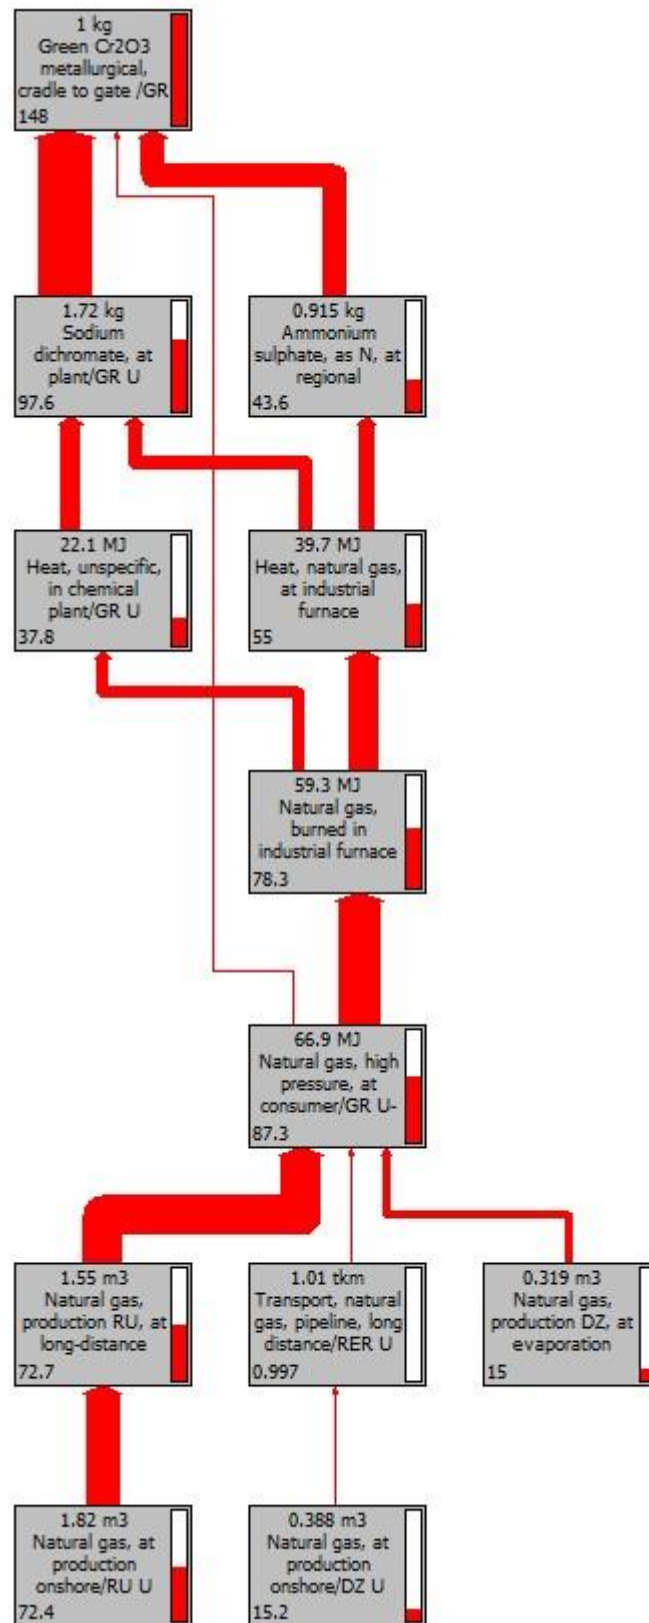 1 kg
Green Cr2O3
metallurgical,
cradle to gate /GR
148
1.72 kg
Sodium
dichromate, at
plant/GR U
97.6
0.915 kg
Ammonium
sulphate, as N, at
regional
43.6
22.1 MJ
Heat, unspecific,
in chemical
plant/GR U
37.8
39.7 MJ
Heat, natural gas,
at industrial
furnace
55
59.3 MJ
Natural gas,
burned in
industrial furnace
78.3
66.9 MJ
Natural gas, high
pressure, at
consumer/GR U-
87.3
1.55 m3
Natural gas,
production RU, at
long-distance
72.7
1.01 tkm
Transport, natural
gas, pipeline, long
distance/RER U
0.997
0.319 m3
Natural gas,
production DZ, at
evaporation
15
1.82 m3
Natural gas, at
production
onshore/RU U
72.4
0.388 m3
Natural gas, at
production
onshore/DZ U
15.2